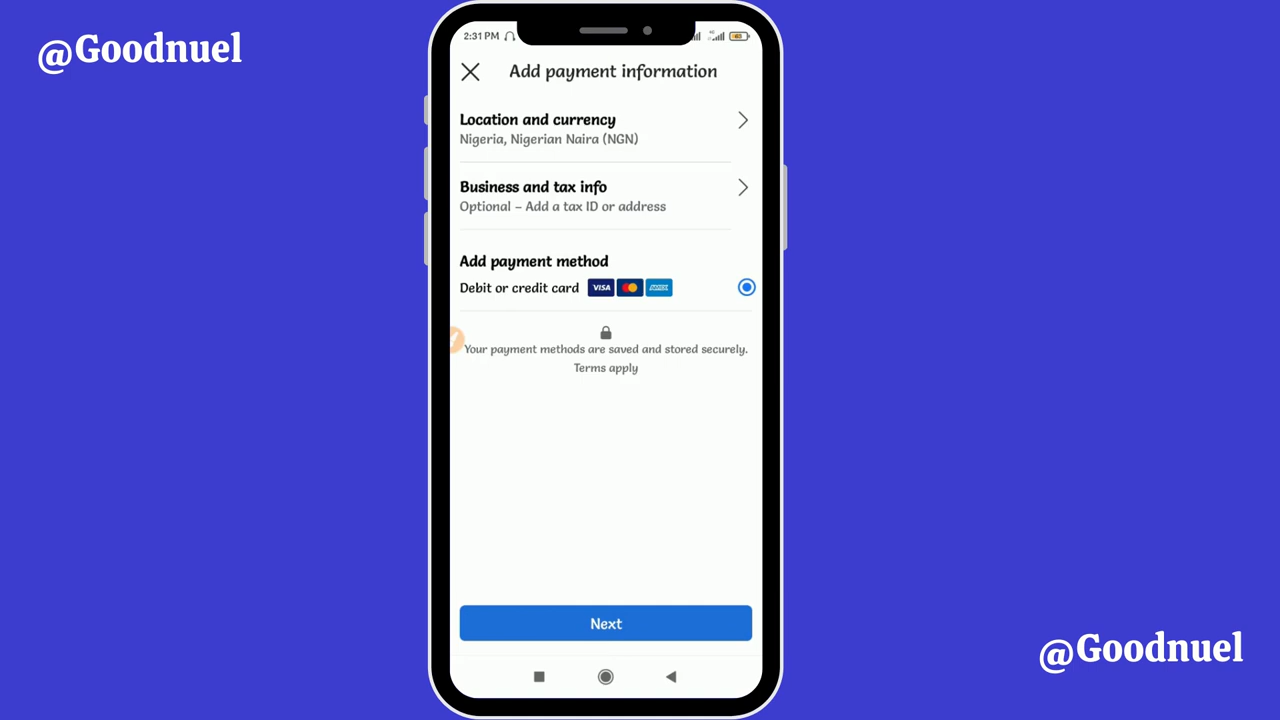 @Goodnuel
2:31 PM
Add payment information
Location and currency
Nigeria, Nigerian Naira (NGN)
Business and tax info
Optional – Add a tax ID or address
Add payment method
Debit or credit card VISA
Your payment methods are saved and stored securely.
Terms apply
Next
@Goodnuel